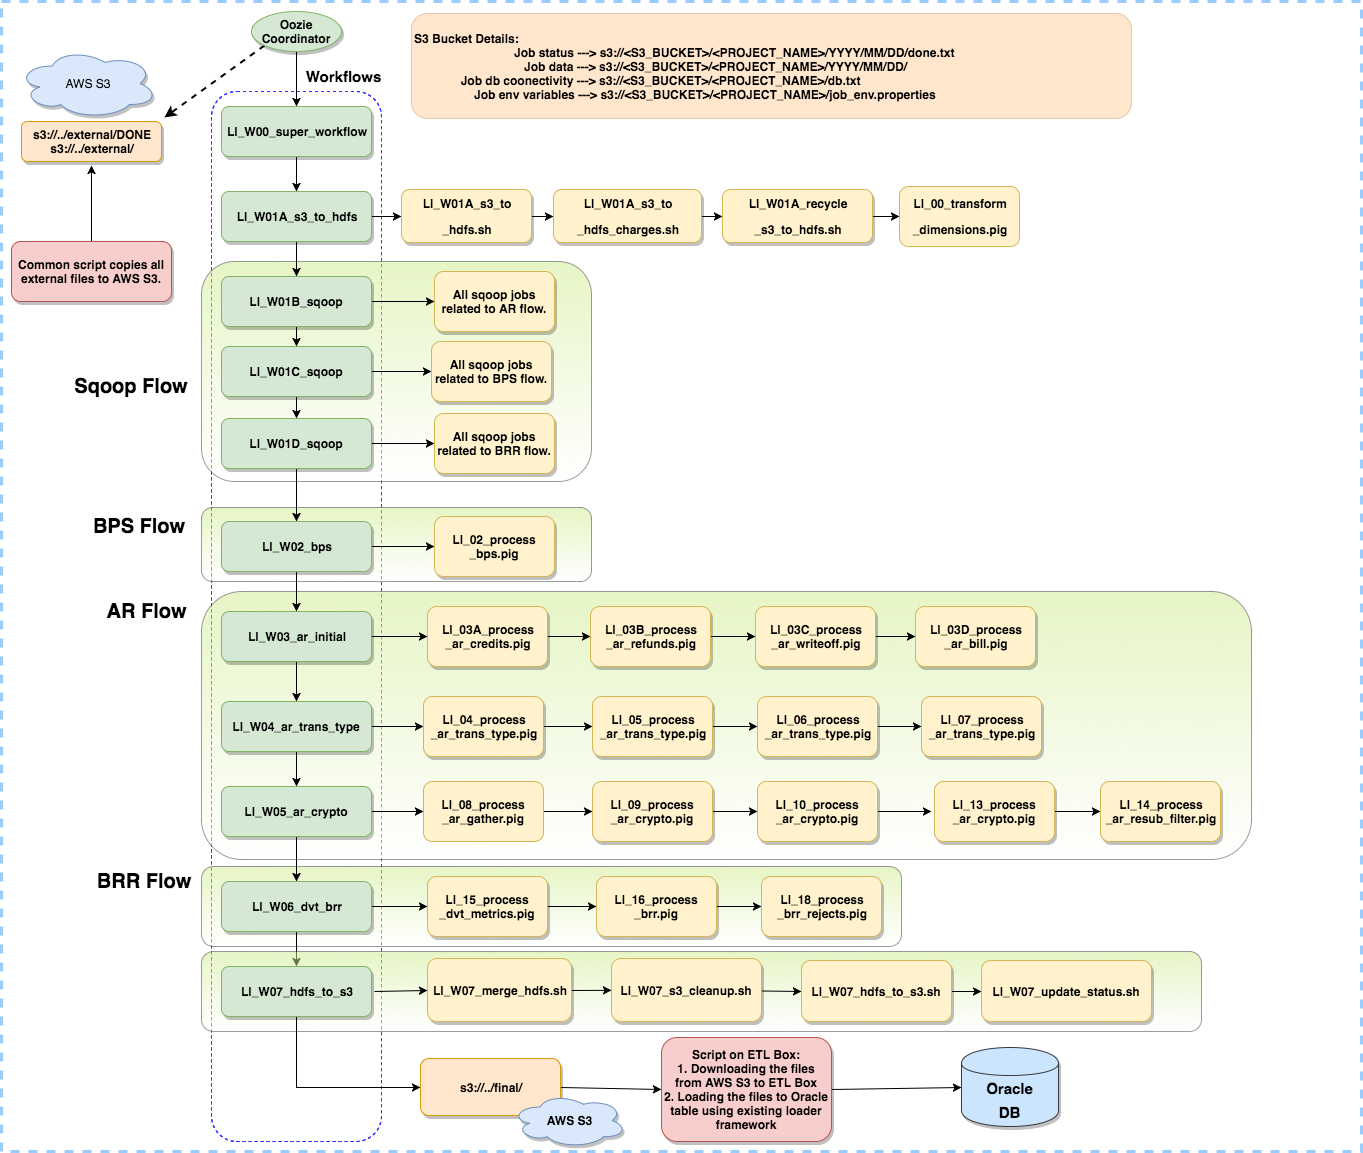 Oozie
Coordinator
S3 Bucket Details:
Job status ---> s3://<S3_BUCKET>/<PROJECT_NAME>/YYYY/MM/DD/done.txt
Job data ---> s3://<S3_BUCKET>/<PROJECT_NAME>/YYYY/MM/DD/
Job db coonectivity ---> s3://<S3_BUCKET>/<PROJECT_NAME>/db.txt
Job env variables ---> s3://<S3_BUCKET>/<PROJECT_NAME>/job_env.properties
AWS S3
Workflows
s3://../external/DONE
s3://../external/
LI_W00_super_workflow
Common script copies all
external files to AWS S3.
LI_W01A_s3_to_hdfs
LI_W01A_s3_to
_hdfs.sh
LI_W01A_s3_to
_hdfs_charges.sh
LI_W01A_recycle
_s3_to_hdfs.sh
LI_00_transform
_dimensions.pig
Sqoop Flow
LI_W01B_sqoop
All sqoop jobs
related to AR flow.
LI_W01C_sqoop
All sqoop jobs
related to BPS flow.
LI_W01D_sqoop
All sqoop jobs
related to BRR flow.
BPS Flow
LI_W02_bps
LI_02_process
_bps.pig
AR Flow
LI_W03_ar_initial
LI_03A_process
_ar_credits.pig
LI_03B_process
_ar_refunds.pig
LI_03C_process
_ar_writeoff.pig
LI_03D_process
_ar_bill.pig
LI_W04_ar_trans_type
LI_04_process
_ar_trans_type.pig
LI_05_process
_ar_trans_type.pig
LI_06_process
_ar_trans_type.pig
LI_07_process
_ar_trans_type.pig
LI_W05_ar_crypto
LI_08_process
_ar_gather.pig
LI_09_process
_ar_crypto.pig
LI_10_process
_ar_crypto.pig
LI_13_process
_ar_crypto.pig
LI_14_process
_ar_resub_filter.pig
BRR Flow
LI_W06_dvt_brr
LI_15_process
_dvt_metrics.pig
LI_16_process
_brr.pig
LI_18_process
_brr_rejects.pig
LI_W07_hdfs_to_s3
LI_W07_merge_hdfs.sh
LI_W07_s3_cleanup.sh
LI_W07_hdfs_to_s3.sh
LI_W07_update_status.sh
s3://../final/
AWS S3
Script on ETL Box:
1. Downloading the files
from AWS S3 to ETL Box
2. Loading the files to Oracle
table using existing loader
framework
Oracle
DB